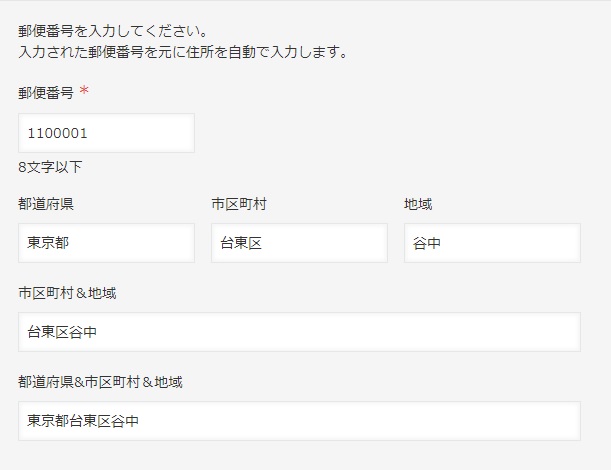 郵便番号を入力してください。
入力された郵便番号を元に住所を自動で入力します。
郵便番号 *
1100001
8文字以下
都道府県 市区町村 地域
東京都 台東区 谷中
市区町村＆地域
台東区谷中
都道府県&市区町村＆地域
東京都台東区谷中